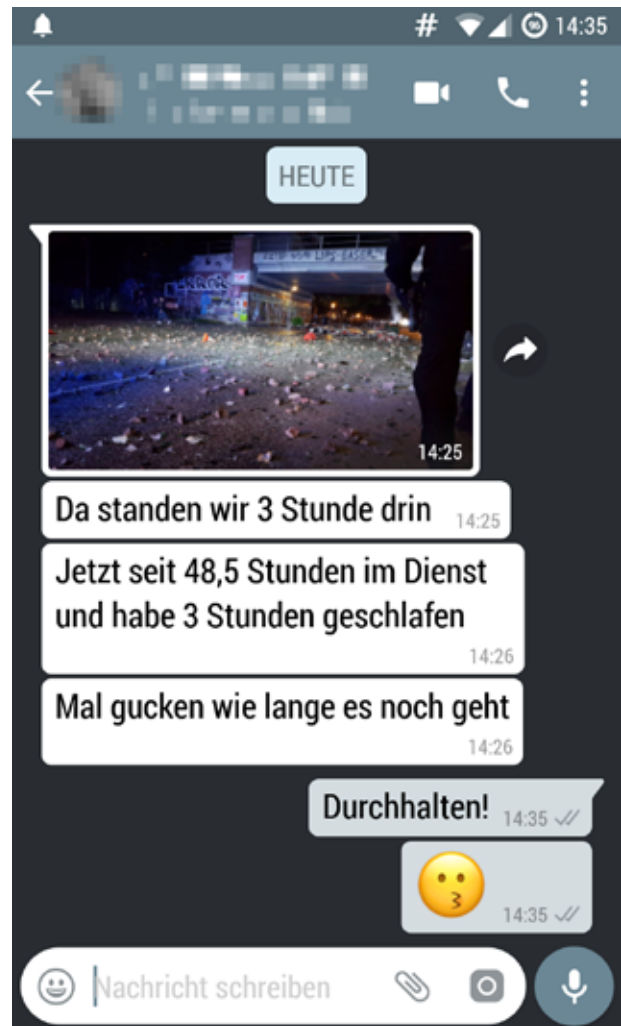 14:35
HEUTE
14:25
Da standen wir 3 Stunde drin 14:25
Jetzt seit 48,5 Stunden im Dienst
und habe 3 Stunden geschlafen
14:26
Mal gucken wie lange es noch geht
14:26
Durchhalten! 14:35
14:35
Nachricht schreiben